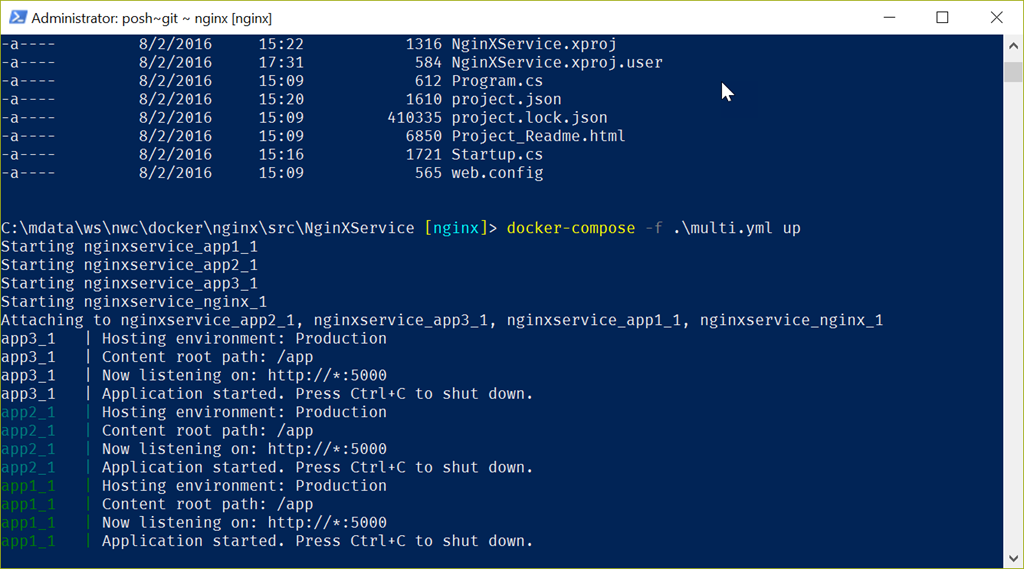 Administrator: posh~git ~ nginx [nginx]
-a----         8/2/2016     15:22           1316 NginXService.xproj
-a----         8/2/2016     17:31            584 NginXService.xproj.user
-a----         8/2/2016     15:09            612 Program.cs
-a----         8/2/2016     15:20           1610 project.json
-a----         8/2/2016     15:09         410335 project.lock.json
-a----         8/2/2016     15:09           6850 Project_Readme.html
-a----         8/2/2016     15:16           1721 Startup.cs
-a----         8/2/2016     15:09            565 web.config
C:\mdata\ws\nwc\docker\nginx\src\NginXService [nginx]> docker-compose -f .\multi.yml up
Starting nginxservice_app1_1
Starting nginxservice_app2_1
Starting nginxservice_app3_1
Starting nginxservice_nginx_1
Attaching to nginxservice_app2_1, nginxservice_app3_1, nginxservice_app1_1, nginxservice_nginx_1
app3_1   | Hosting environment: Production
app3_1   | Content root path: /app
app3_1   | Now listening on: http://*:5000
app3_1   | Application started. Press Ctrl+C to shut down.
app2_1   | Hosting environment: Production
app2_1   | Content root path: /app
app2_1   | Now listening on: http://*:5000
app2_1   | Application started. Press Ctrl+C to shut down.
app1_1   | Hosting environment: Production
app1_1   | Content root path: /app
app1_1   | Now listening on: http://*:5000
app1_1   | Application started. Press Ctrl+C to shut down.